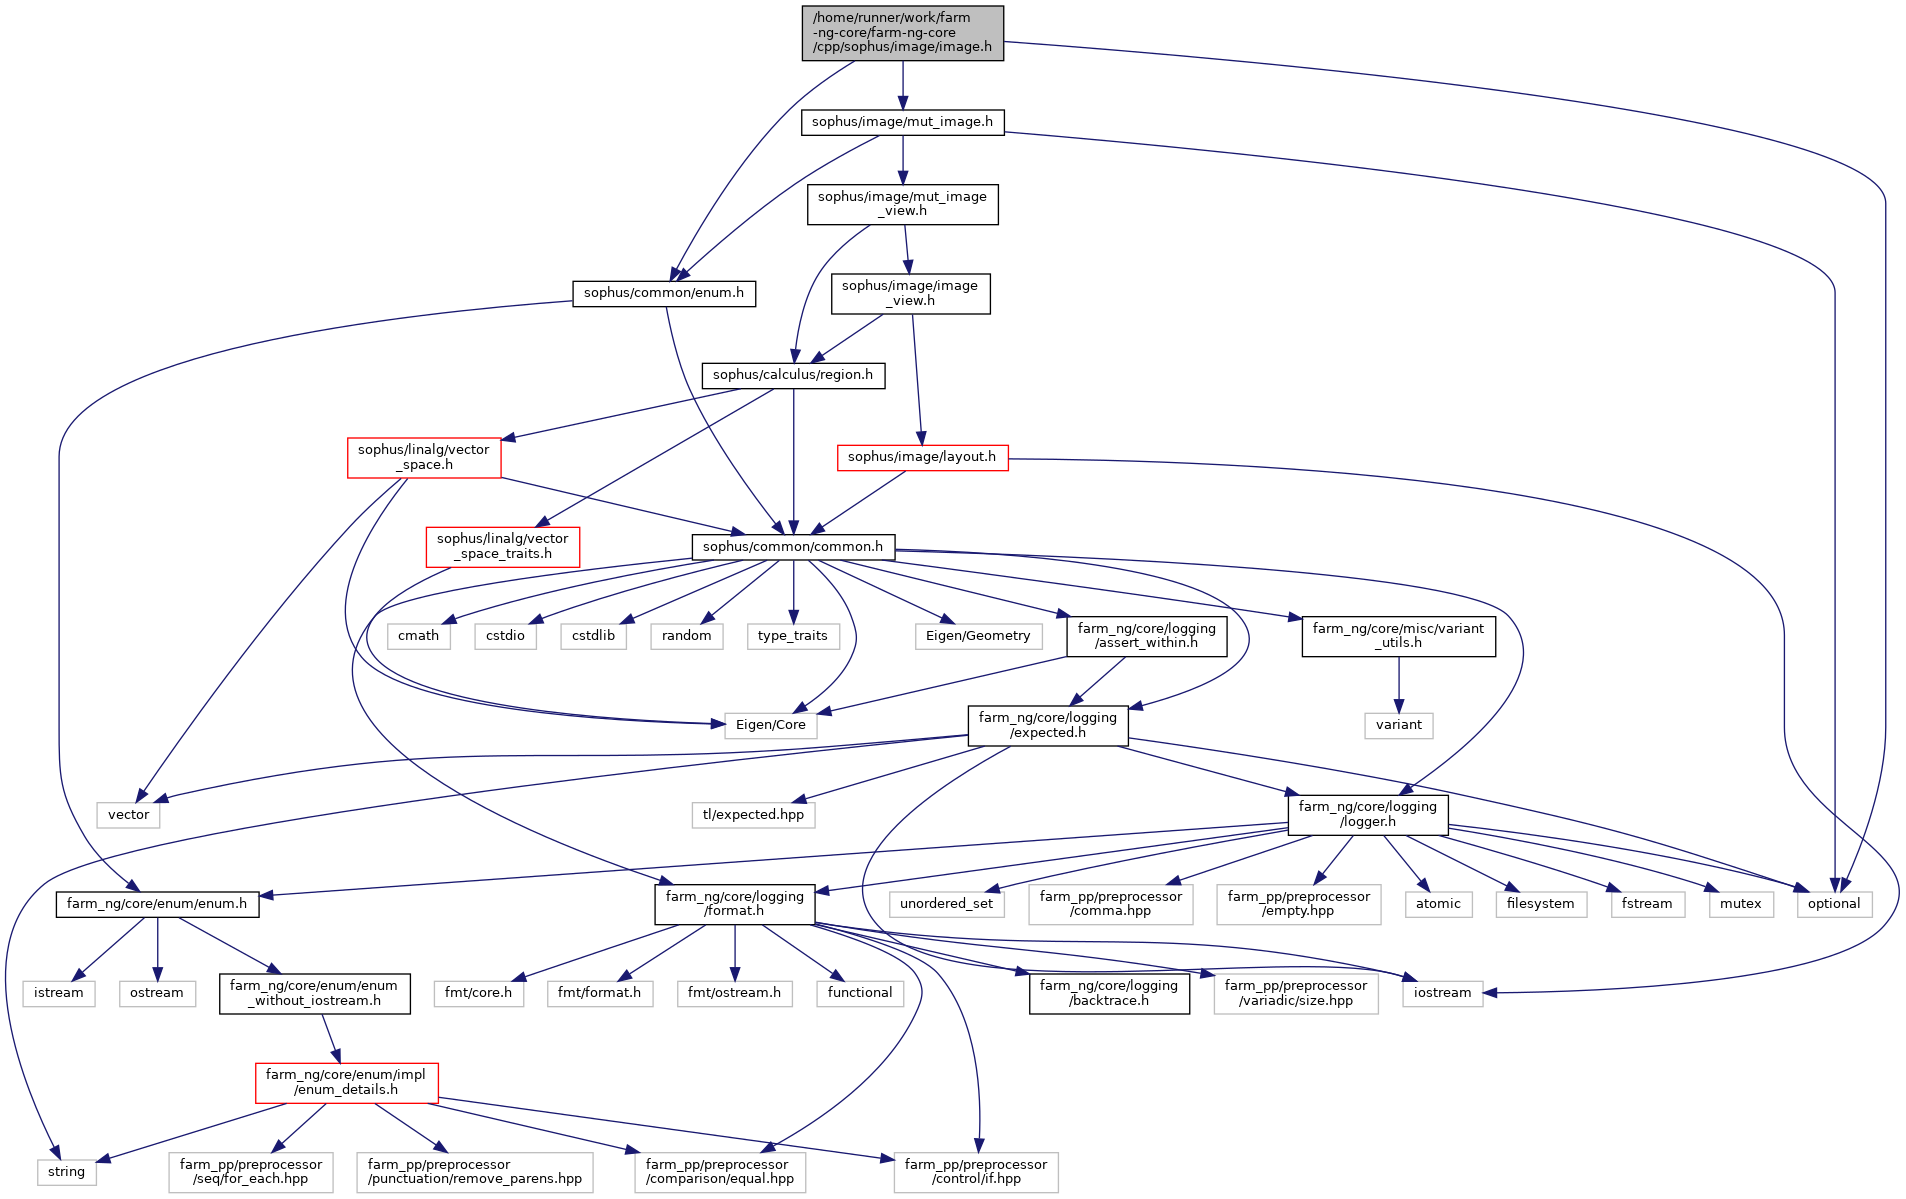 /home/runner/work/farm
-ng-core/farm-ng-core
/cpp/sophus/image/image.h
sophus/image/mut_image.h
sophus/image/mut_image
_view.h
sophus/common/enum.h
sophus/image/image
_view.h
sophus/calculus/region.h
sophus/linalg/vector
_space.h
sophus/image/layout.h
sophus/linalg/vector
_space_traits.h
sophus/common/common.h
cmath
cstdio
cstdlib
random
type_traits
Eigen/Geometry
farm_ng/core/logging
/assert_within.h
farm_ng/core/misc/variant
_utils.h
Eigen/Core
farm_ng/core/logging
/expected.h
variant
vector
tl/expected.hpp
farm_ng/core/logging
/logger.h
farm_ng/core/enum/enum.h
farm_ng/core/logging
/format.h
unordered_set
farm_pp/preprocessor
/comma.hpp
farm_pp/preprocessor
/empty.hpp
atomic
filesystem
fstream
mutex
optional
istream
ostream
farm_ng/core/enum/enum
_without_iostream.h
fmt/core.h
fmt/format.h
fmt/ostream.h
functional
farm_ng/core/logging
/backtrace.h
farm_pp/preprocessor
/variadic/size.hpp
iostream
farm_ng/core/enum/impl
/enum_details.h
string
farm_pp/preprocessor
/seq/for_each.hpp
farm_pp/preprocessor
/punctuation/remove_parens.hpp
farm_pp/preprocessor
/comparison/equal.hpp
farm_pp/preprocessor
/control/if.hpp